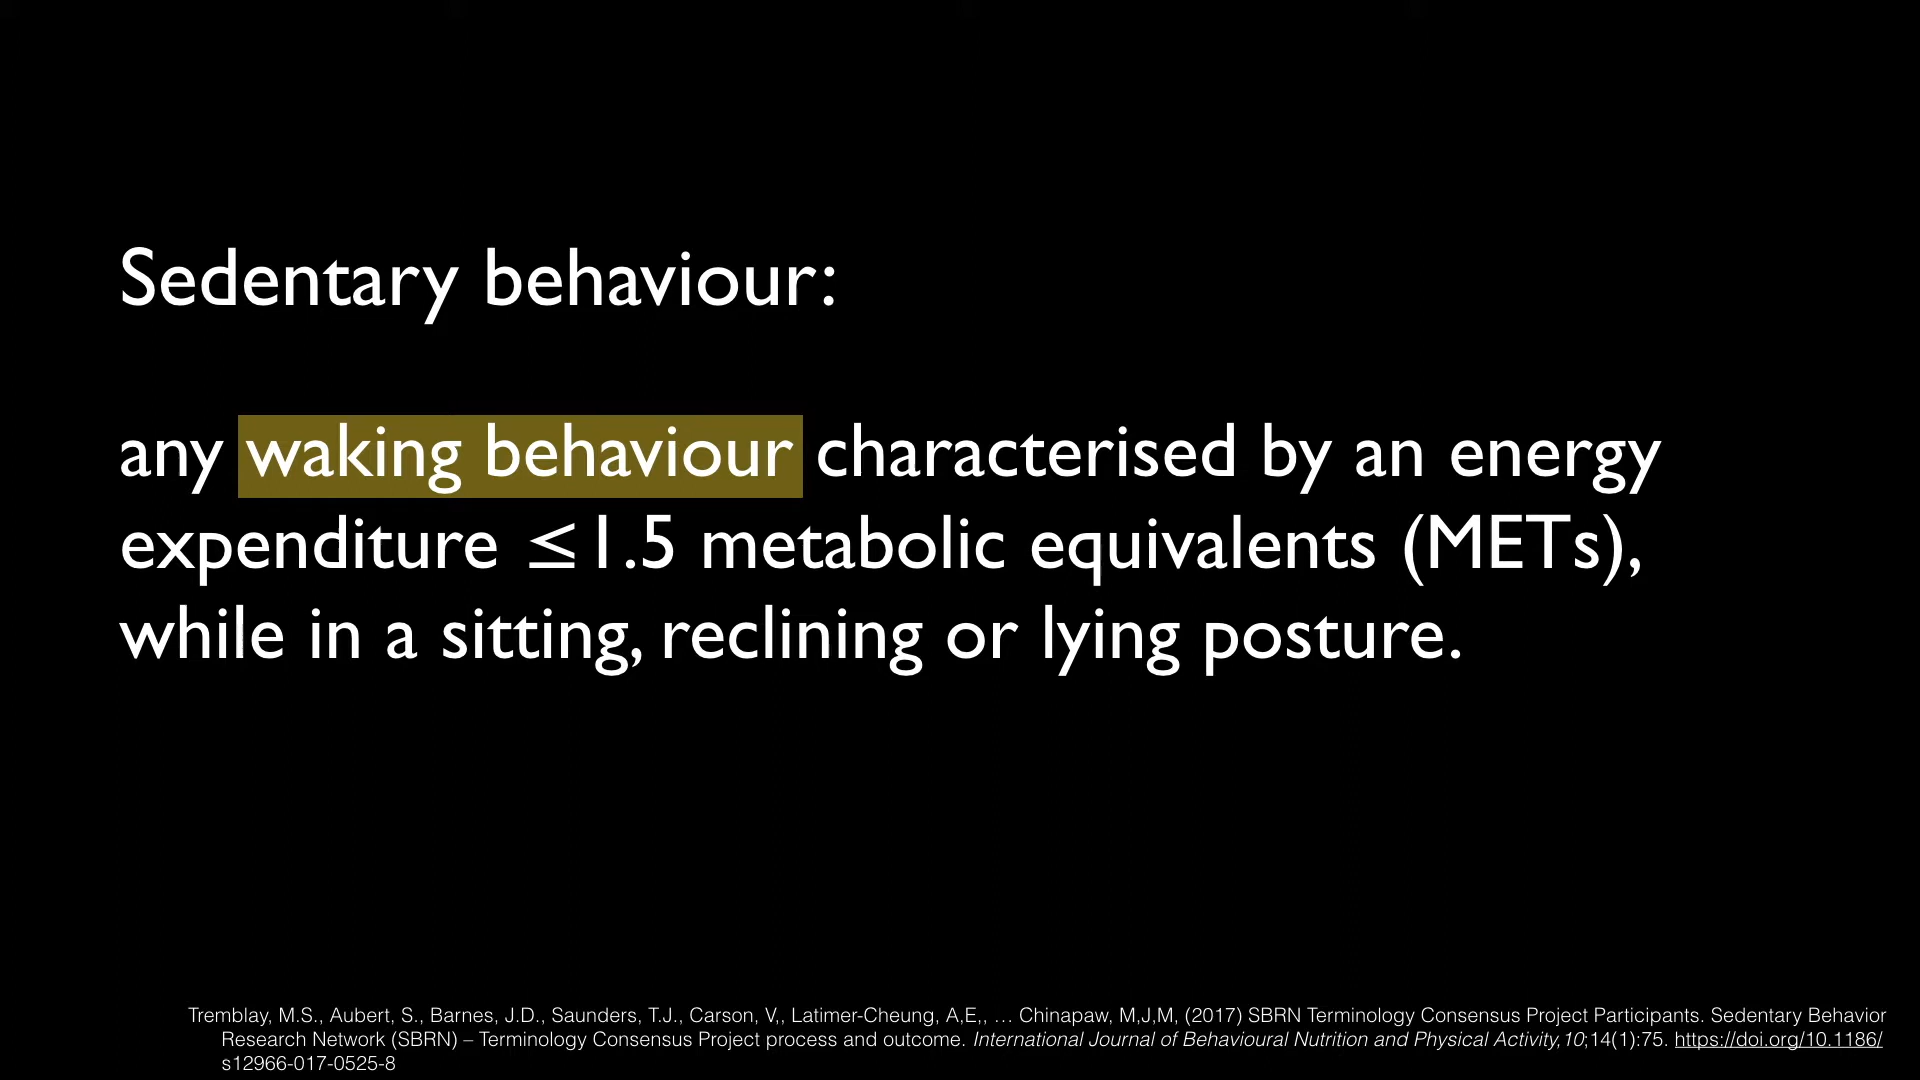 Sedentary behaviour:
any waking behaviour characterised by an energy
expenditure ≤1.5 metabolic equivalents (METs),
while in a sitting, reclining or lying posture.
Tremblay, M.S., Aubert, S., Barnes, J.D., Saunders, T.J., Carson, V,, Latimer-Cheung, A,E,, … Chinapaw, M,J,M, (2017) SBRN Terminology Consensus Project Participants. Sedentary Behavior
Research Network (SBRN) – Terminology Consensus Project process and outcome. International Journal of Behavioural Nutrition and Physical Activity,10;14(1):75. https://doi.org/10.1186/
s12966-017-0525-8